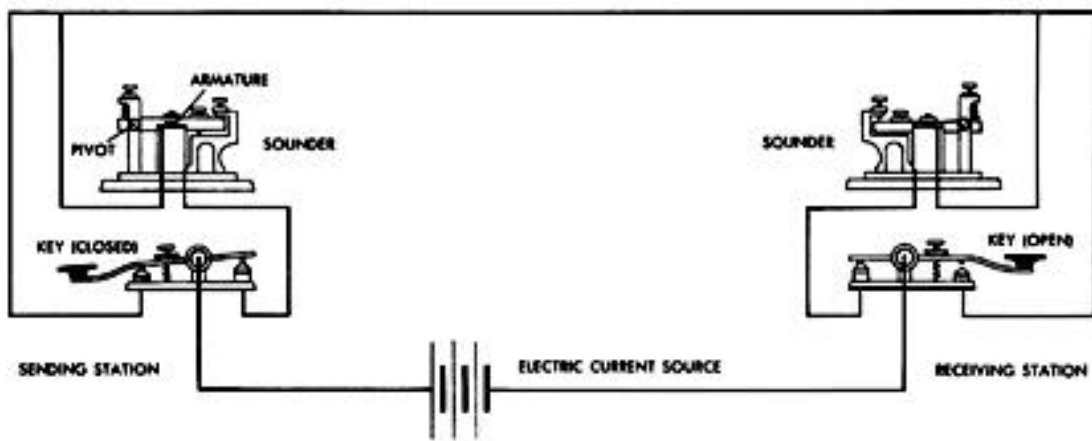 ARMATURE
PIVOT
SOUNDER
SOUNDER
KEY (CLOSED)
KEY (OPEN)
SENDING STATION
ELECTRIC CURRENT SOURCE
RECEIVING STATION